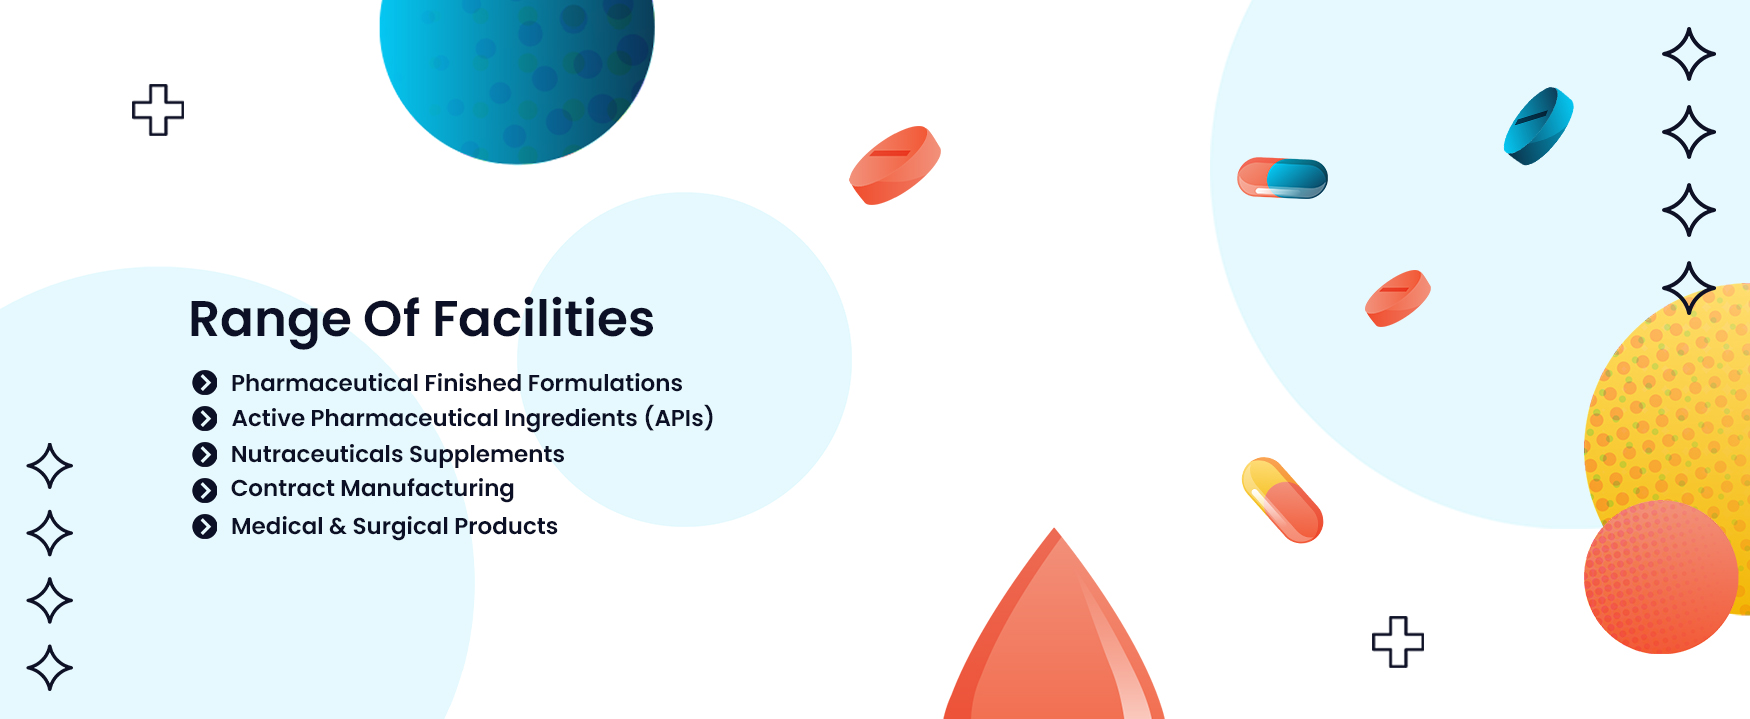 Range Of Facilities
Pharmaceutical Finished Formulations
Active Pharmaceutical Ingredients (APIs)
Nutraceuticals Supplements
Contract Manufacturing
Medical & Surgical Products